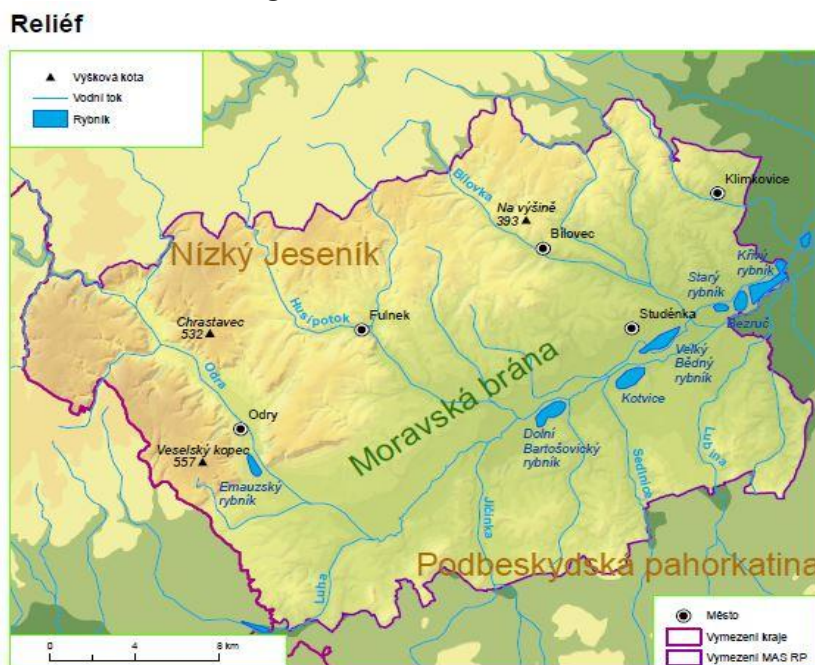 Reliéf
Výšková kóta
Vodní tok
Rybník
Klimkovice
Bílovka
Na výšině
393
Bílovec
Nízký Jeseník
Křivý
rybník
Starý
rybník
Husípotok
Fulnek
Studénka
Bezruč
Chrastavec
532
Velký
Bědný
rybník
Odra
Moravská brána
Kotvice
Odry
Dolní
Bartošovický
rybník
Veselský kopec
557
Emauzský
rybník
Sedlnice
Lubina
Jičínka
Luha
Podbeskydská pahorkatina
Město
Vymezení kraje
Vymezení MAS RP
0 4 8 km